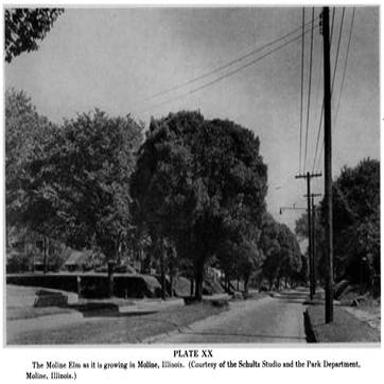 PLATE XX
The Moline Elm as it is growing in Moline, Illinois. (Courtesy of the Schultz Studio and the Park Department,
Moline, Illinois.)